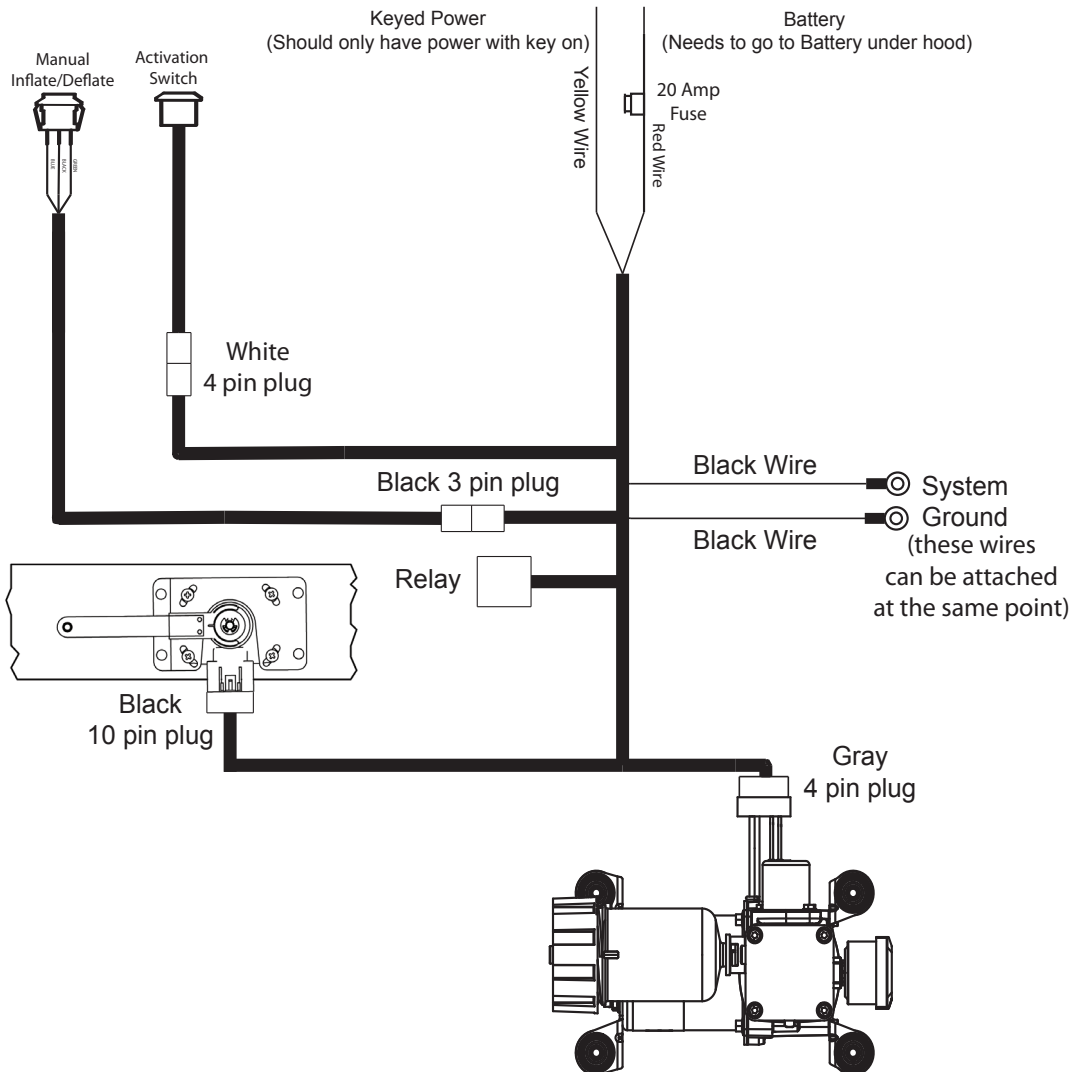 Keyed Power
(Should only have power with key on)
Battery
(Needs to go to Battery under hood)
Manual
Inflate/Deflate
Activation
Switch
Yellow Wire
20 Amp
Fuse
Red Wire
BLUE
BLACK
GREEN
White
4 pin plug
Black 3 pin plug
Black Wire
System
Ground
(these wires
can be attached
at the same point)
Black Wire
Relay
Black
10 pin plug
Gray
4 pin plug